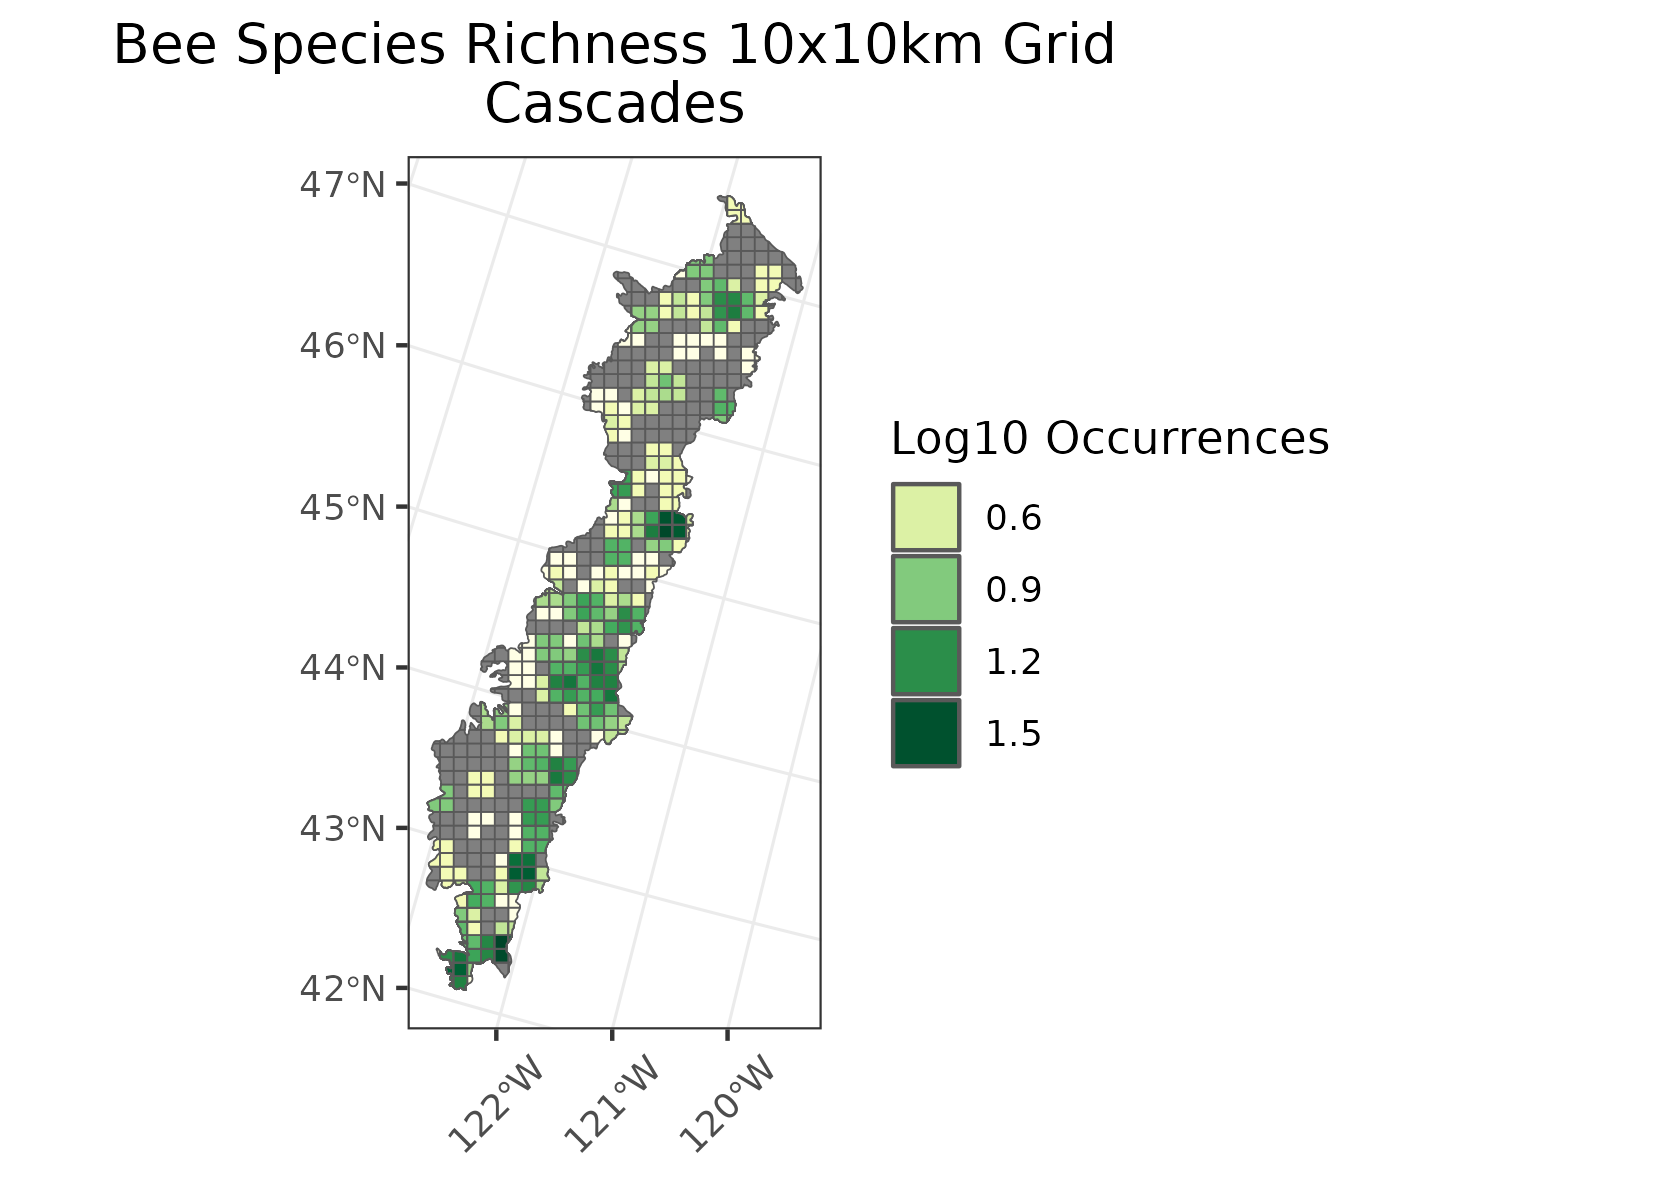 Bee Species Richness 10x10km Grid
Cascades
47°N
46°N
45°N
44°N
43°N
42°N
122°W
121°W
120°W
Log10 Occurrences
0.6
0.9
1.2
1.5